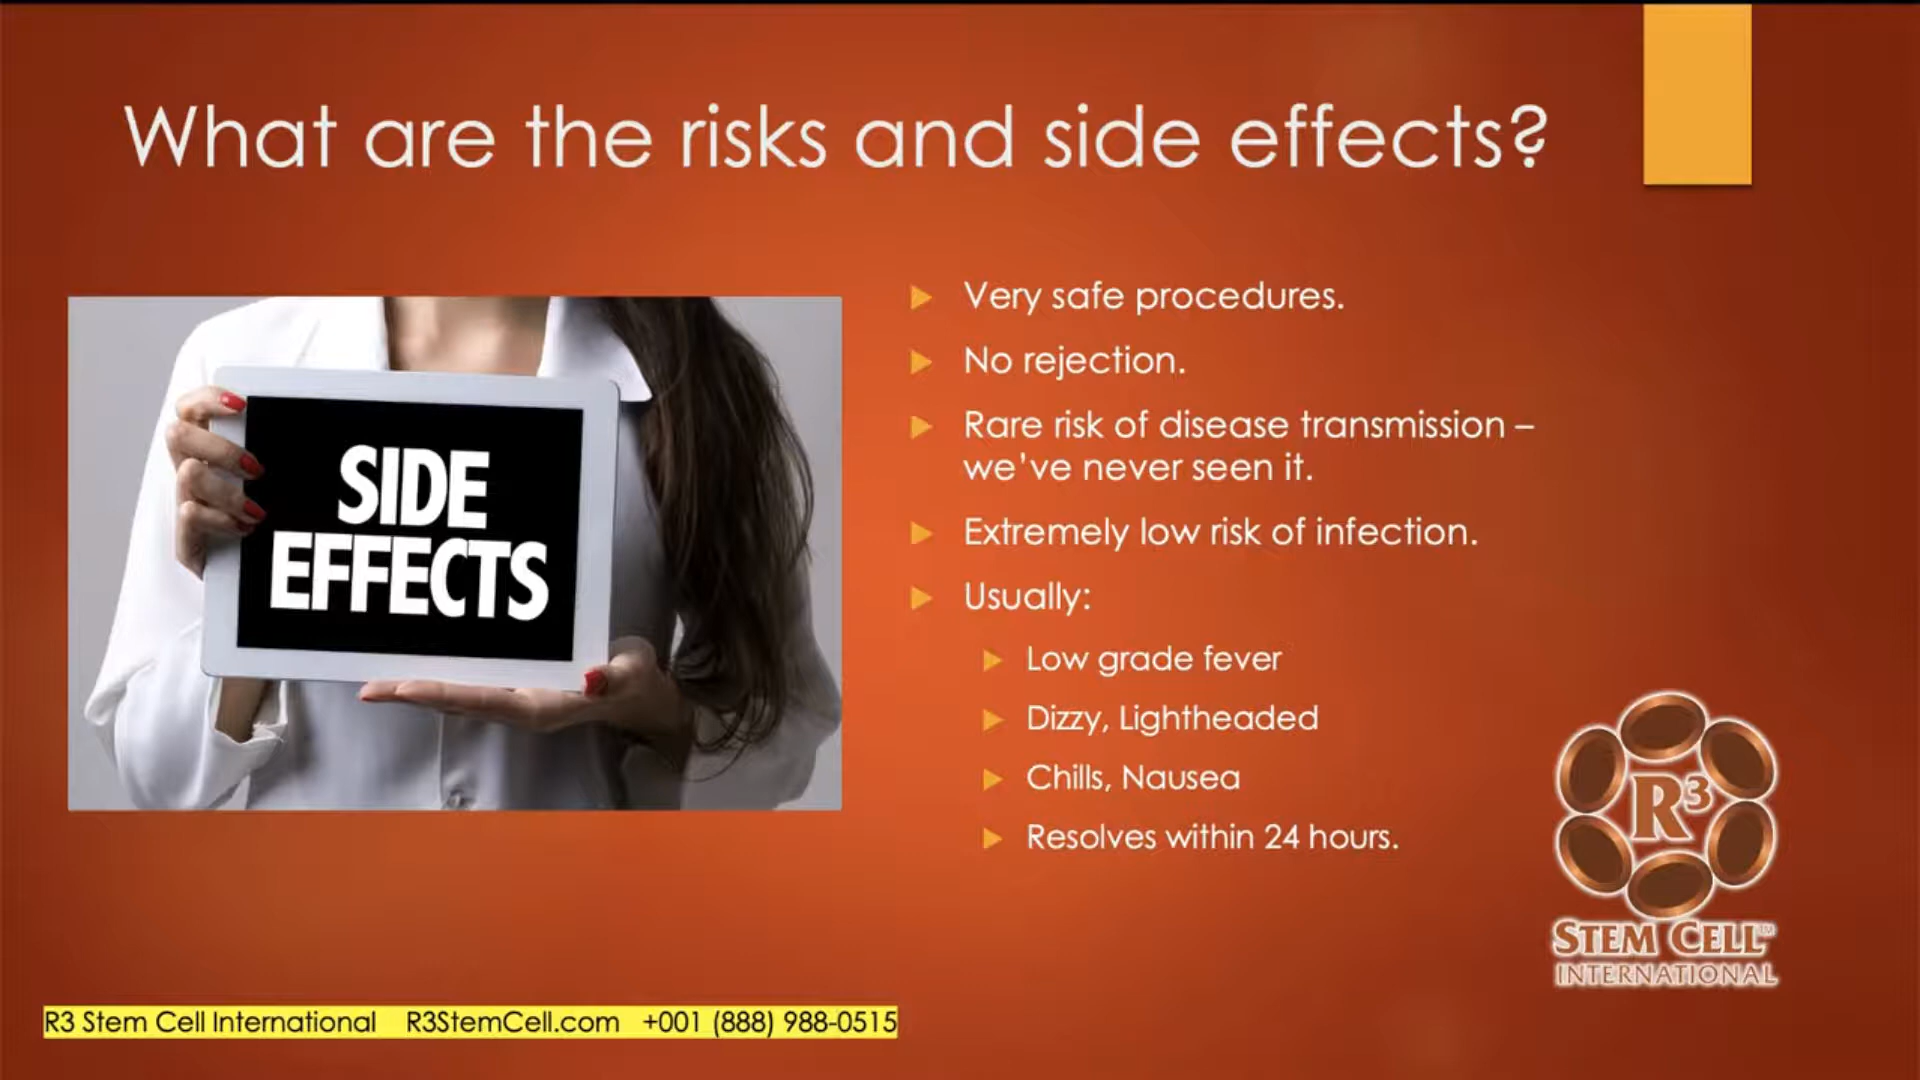 What are the risks and side effects?
SIDE
EFFECTS
Very safe procedures.
No rejection.
Rare risk of disease transmission –
we've never seen it.
Extremely low risk of infection.
Usually:
Low grade fever
Dizzy, Lightheaded
Chills, Nausea
Resolves within 24 hours.
R3
STEM CELL™
INTERNATIONAL
R3 Stem Cell International R3StemCell.com +001 (888) 988-0515